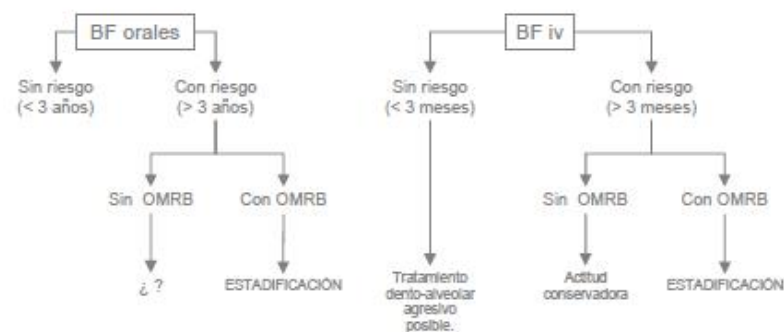 BF orales
BF iv
Sin riesgo
(< 3 años)
Con riesgo
(> 3 años)
Sin riesgo
(< 3 meses)
Con riesgo
(> 3 meses)
Sin OMRB
Con OMRB
Sin OMRB
Con OMRB
¿ ?
ESTADIFICACIÓN
Tratamiento
dento-alveolar
agresivo
posible.
Actitud
conservadora
ESTADIFICACIÓN